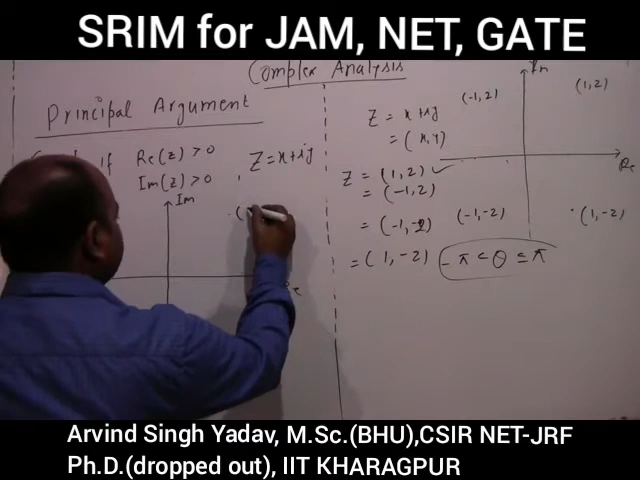 SRIM for JAM, NET, GATE
Complex Analysis
Principal Argument
If Re(z) > 0
Im(z) > 0 ,
Z = x+iy
Im
Z = x+iy
= (x,y)
Z = (1,2) ✓
= (-1,2)
= (-1,-2)
= (1,-2)
-π < θ ≤ π
Im
(-1,2)
(1,2)
Re
(-1,-2)
(1,-2)
Arvind Singh Yadav, M.Sc.(BHU),CSIR NET-JRF
Ph.D.(dropped out), IIT KHARAGPUR